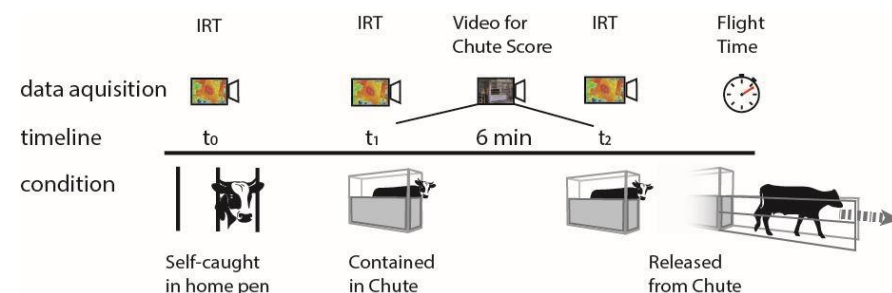 IRT
IRT
Video for
Chute Score
IRT
Flight
Time
data aquisition
timeline
t0
t1
6 min
t2
condition
Self-caught
in home pen
Contained
in Chute
Released
from Chute